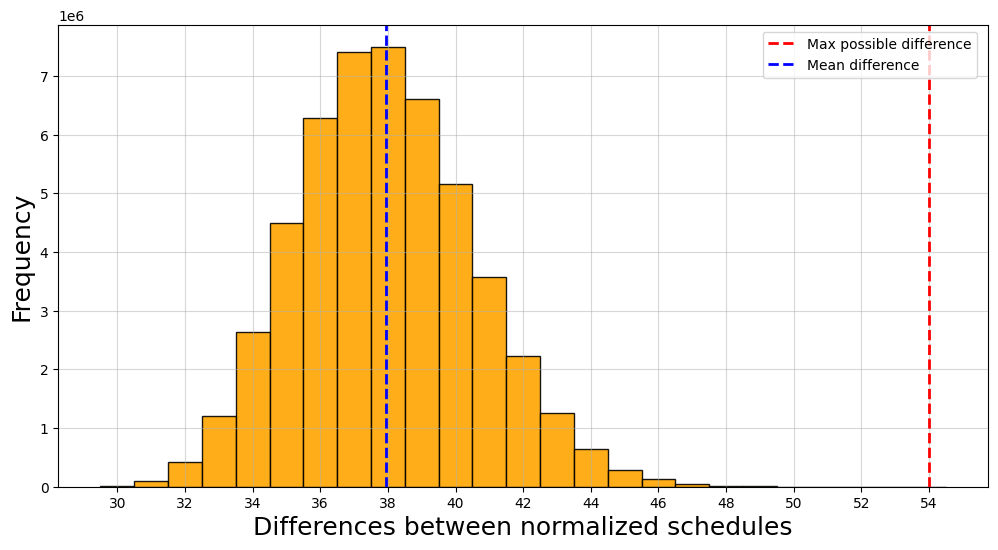 1e6
Max possible difference
Mean difference
7
6
5
4
3
2
1
0
Frequency
30 32 34 36 38 40 42 44 46 48 50 52 54
Differences between normalized schedules